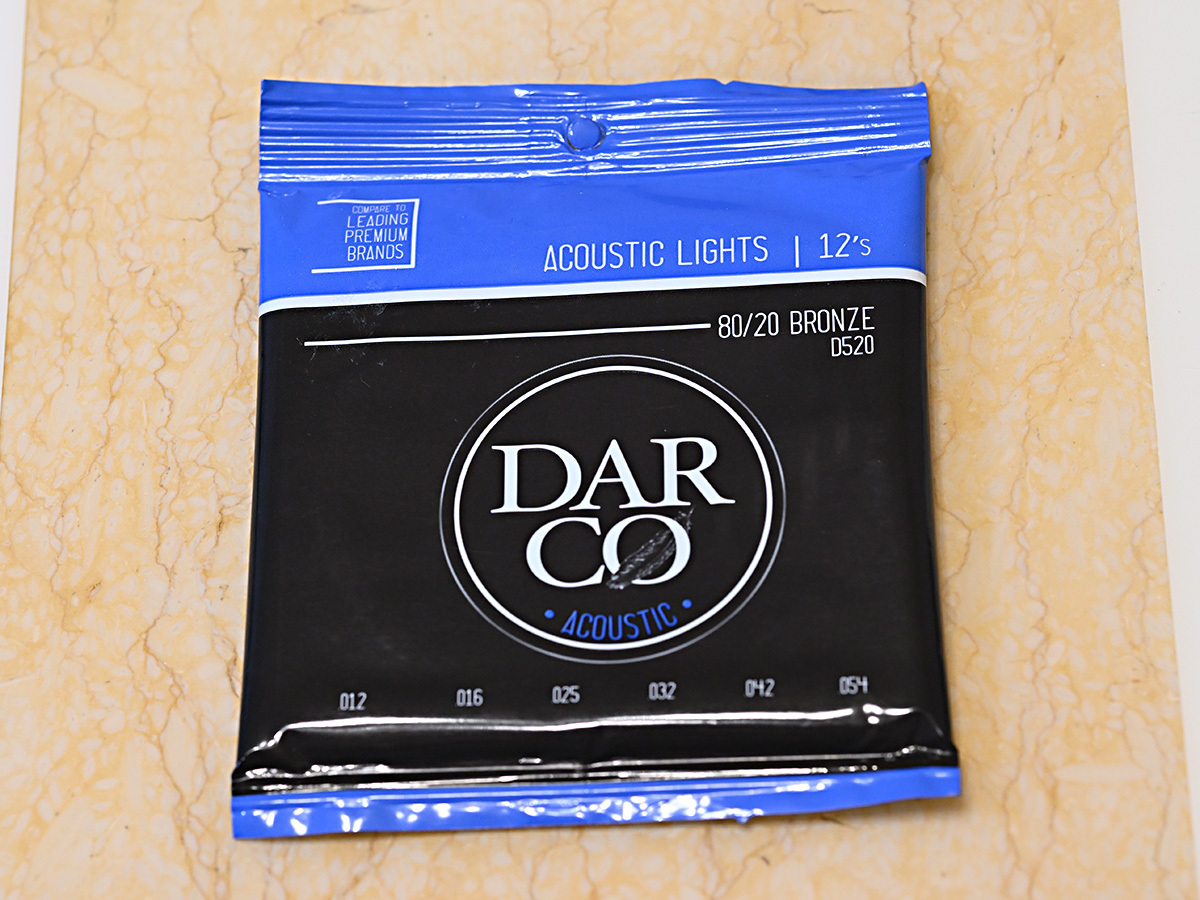 COMPARE TO
LEADING
PREMIUM
BRANDS
ACOUSTIC LIGHTS | 12's
80/20 BRONZE
D520
DAR
CO
• ACOUSTIC •
012 016 025 032 042 054